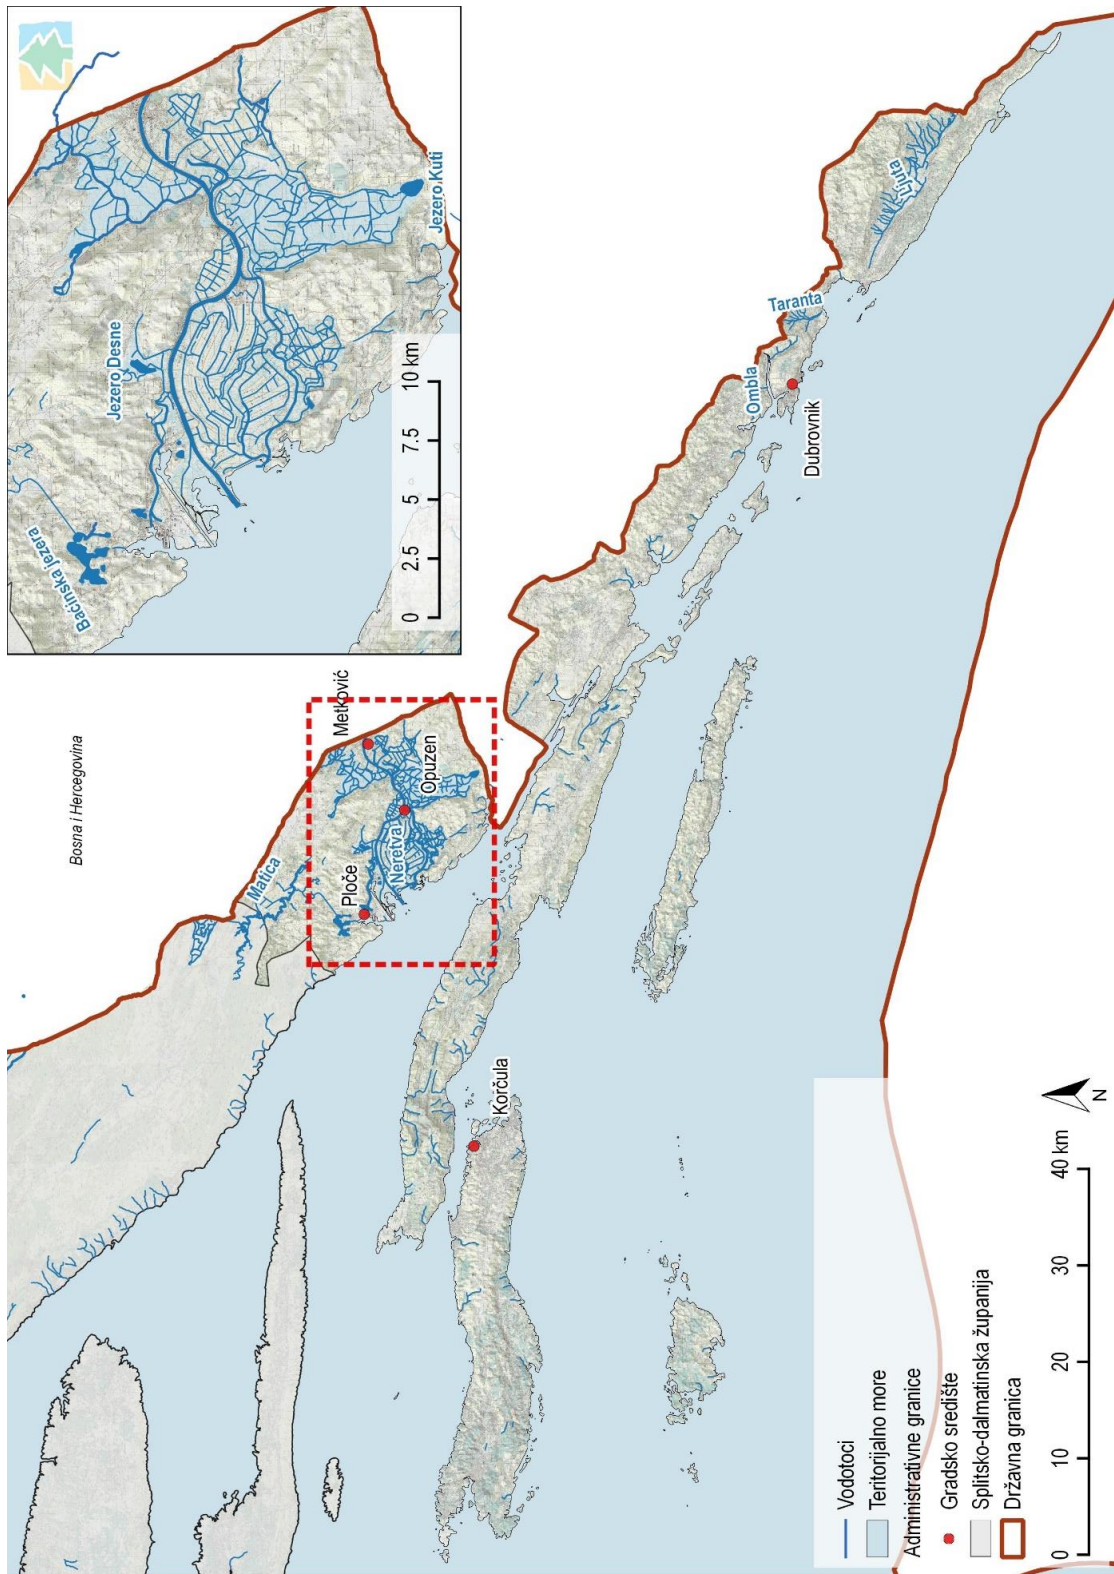 Bosna i Hercegovina
Baćinska jezera
Jezero Desne
Jezero Kuti
0 2.5 5 7.5 10 km
Matica
Ploče
Neretva
Metković
Opuzen
Korčula
Ombla
Taranta
Ljuta
Dubrovnik
Vodotoci
Teritorijalno more
Administrativne granice
Gradsko središte
Splitsko-dalmatinska županija
Državna granica
0 10 20 30 40 km
N